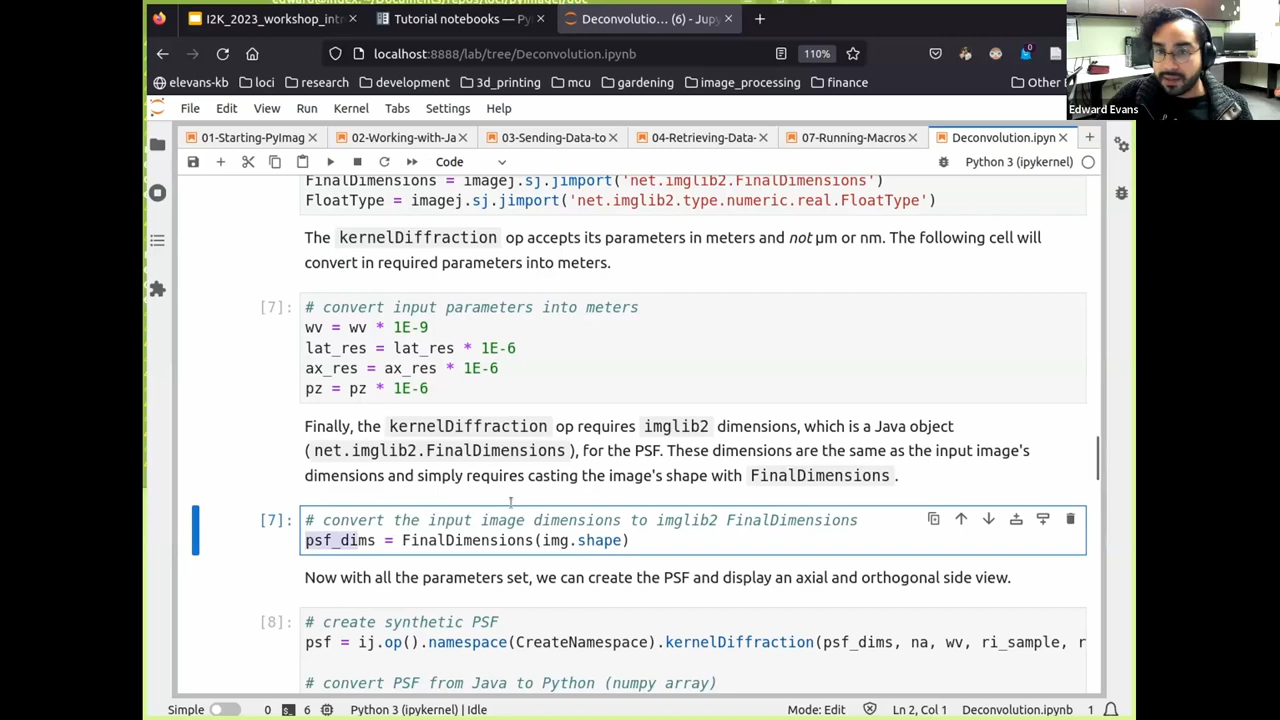 I2K_2023_workshop_intr
Tutorial notebooks — Py
Deconvolutio... (6) - Jup
localhost:8888/lab/tree/Deconvolution.ipynb
110%
elevans-kb
loci
research
pixelscale
3d_printing
mcu
gardening
image_processing
finance
Other
Edward Evans
File Edit View Run Kernel Tabs Settings Help
01-Starting-PyImag
02-Working-with-Ja
03-Sending-Data-to
04-Retrieving-Data-
07-Running-Macros
Deconvolution.ipyn
Code
Python 3 (ipykernel)
FinalDimensions = imagej.sj.jimport('net.imglib2.FinalDimensions')
FloatType = imagej.sj.jimport('net.imglib2.type.numeric.real.FloatType')
The kernelDiffraction op accepts its parameters in meters and not µm or nm. The following cell will
convert in required parameters into meters.
[7]: # convert input parameters into meters
wv = wv * 1E-9
lat_res = lat_res * 1E-6
ax_res = ax_res * 1E-6
pz = pz * 1E-6
Finally, the kernelDiffraction op requires imglib2 dimensions, which is a Java object
(net.imglib2.FinalDimensions), for the PSF. These dimensions are the same as the input image's
dimensions and simply requires casting the image's shape with FinalDimensions.
[7]: # convert the input image dimensions to imglib2 FinalDimensions
psf_dims = FinalDimensions(img.shape)
Now with all the parameters set, we can create the PSF and display an axial and orthogonal side view.
[8]: # create synthetic PSF
psf = ij.op().namespace(CreateNamespace).kernelDiffraction(psf_dims, na, wv, ri_sample, r
# convert PSF from Java to Python (numpy array)
Simple 0 6 Python 3 (ipykernel) | Idle
Mode: Edit Ln 2, Col 1 Deconvolution.ipynb 1